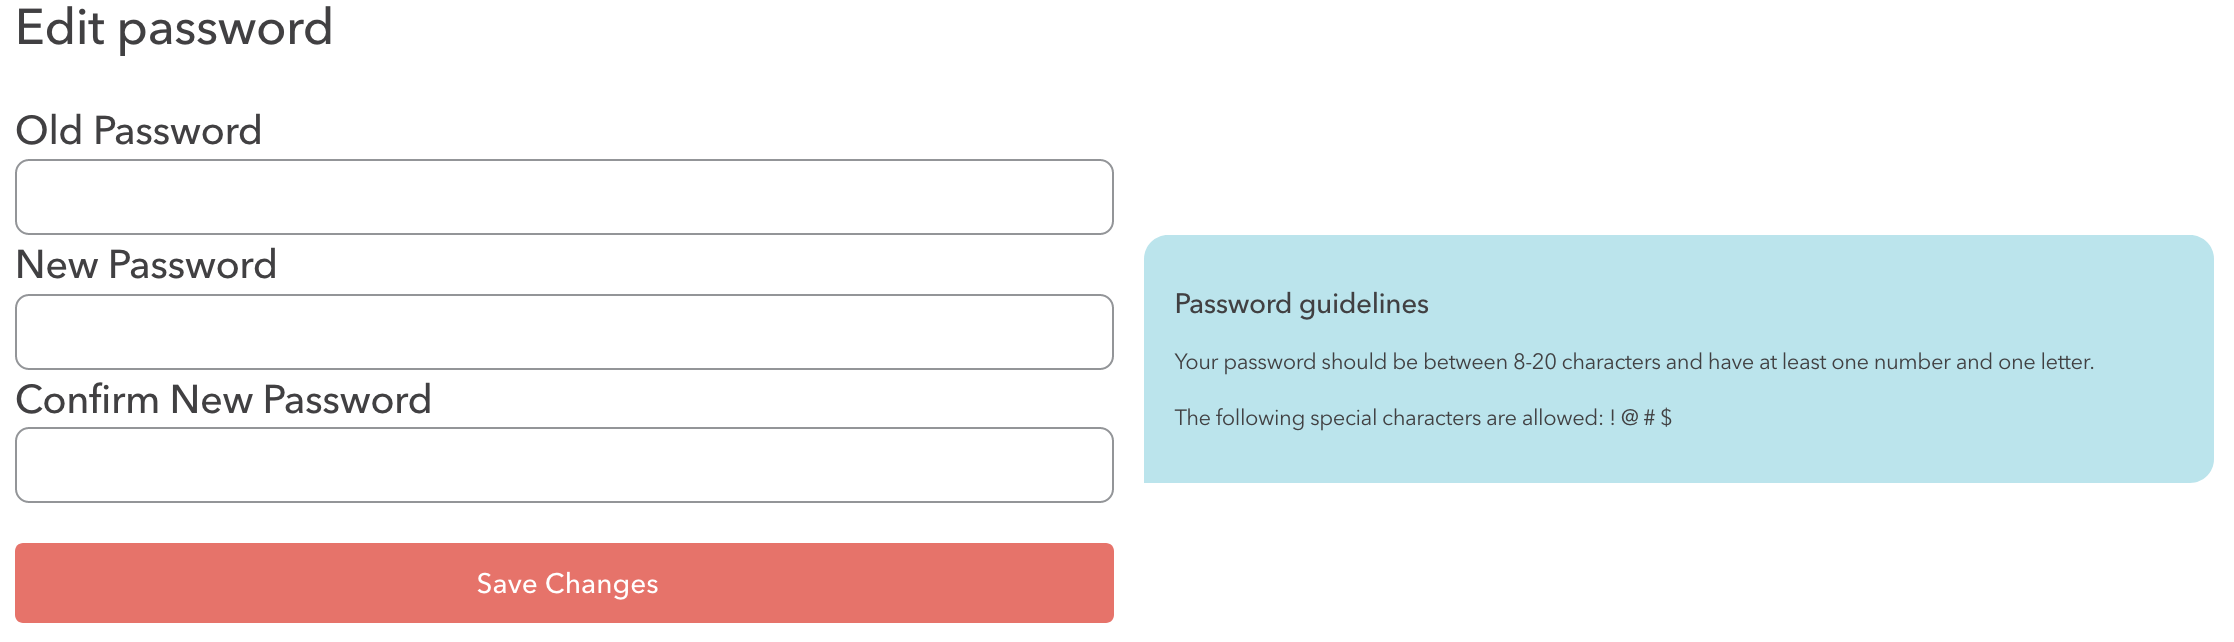 Edit password
Old Password
New Password
Confirm New Password
Save Changes
Password guidelines
Your password should be between 8-20 characters and have at least one number and one letter.
The following special characters are allowed: ! @ # $